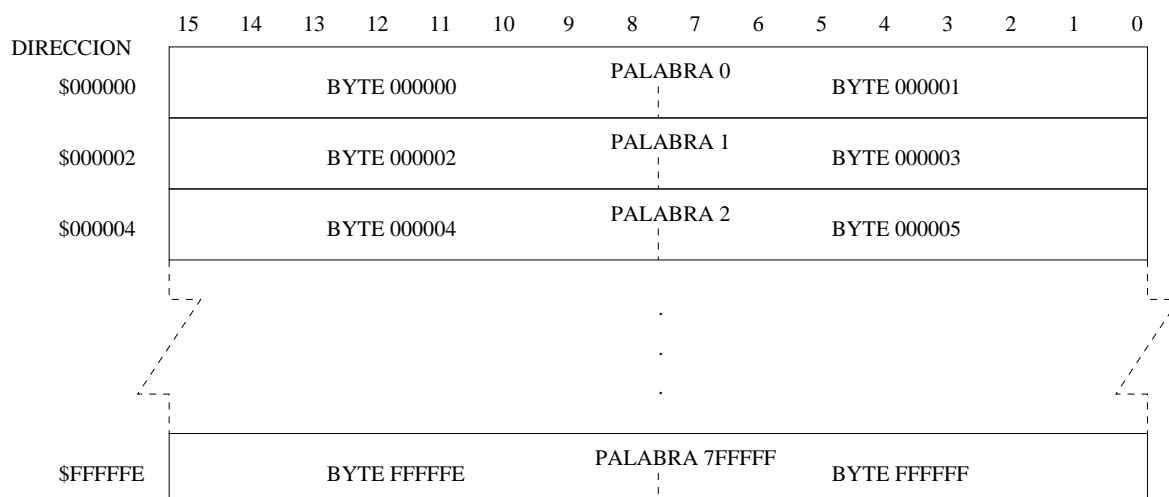 15 14 13 12 11 10 9 8 7 6 5 4 3 2 1 0
DIRECCION
PALABRA 0
$000000 BYTE 000000 BYTE 000001
PALABRA 1
$000002 BYTE 000002 BYTE 000003
PALABRA 2
$000004 BYTE 000004 BYTE 000005
.
.
.
PALABRA 7FFFFF
$FFFFFE BYTE FFFFFE BYTE FFFFFF